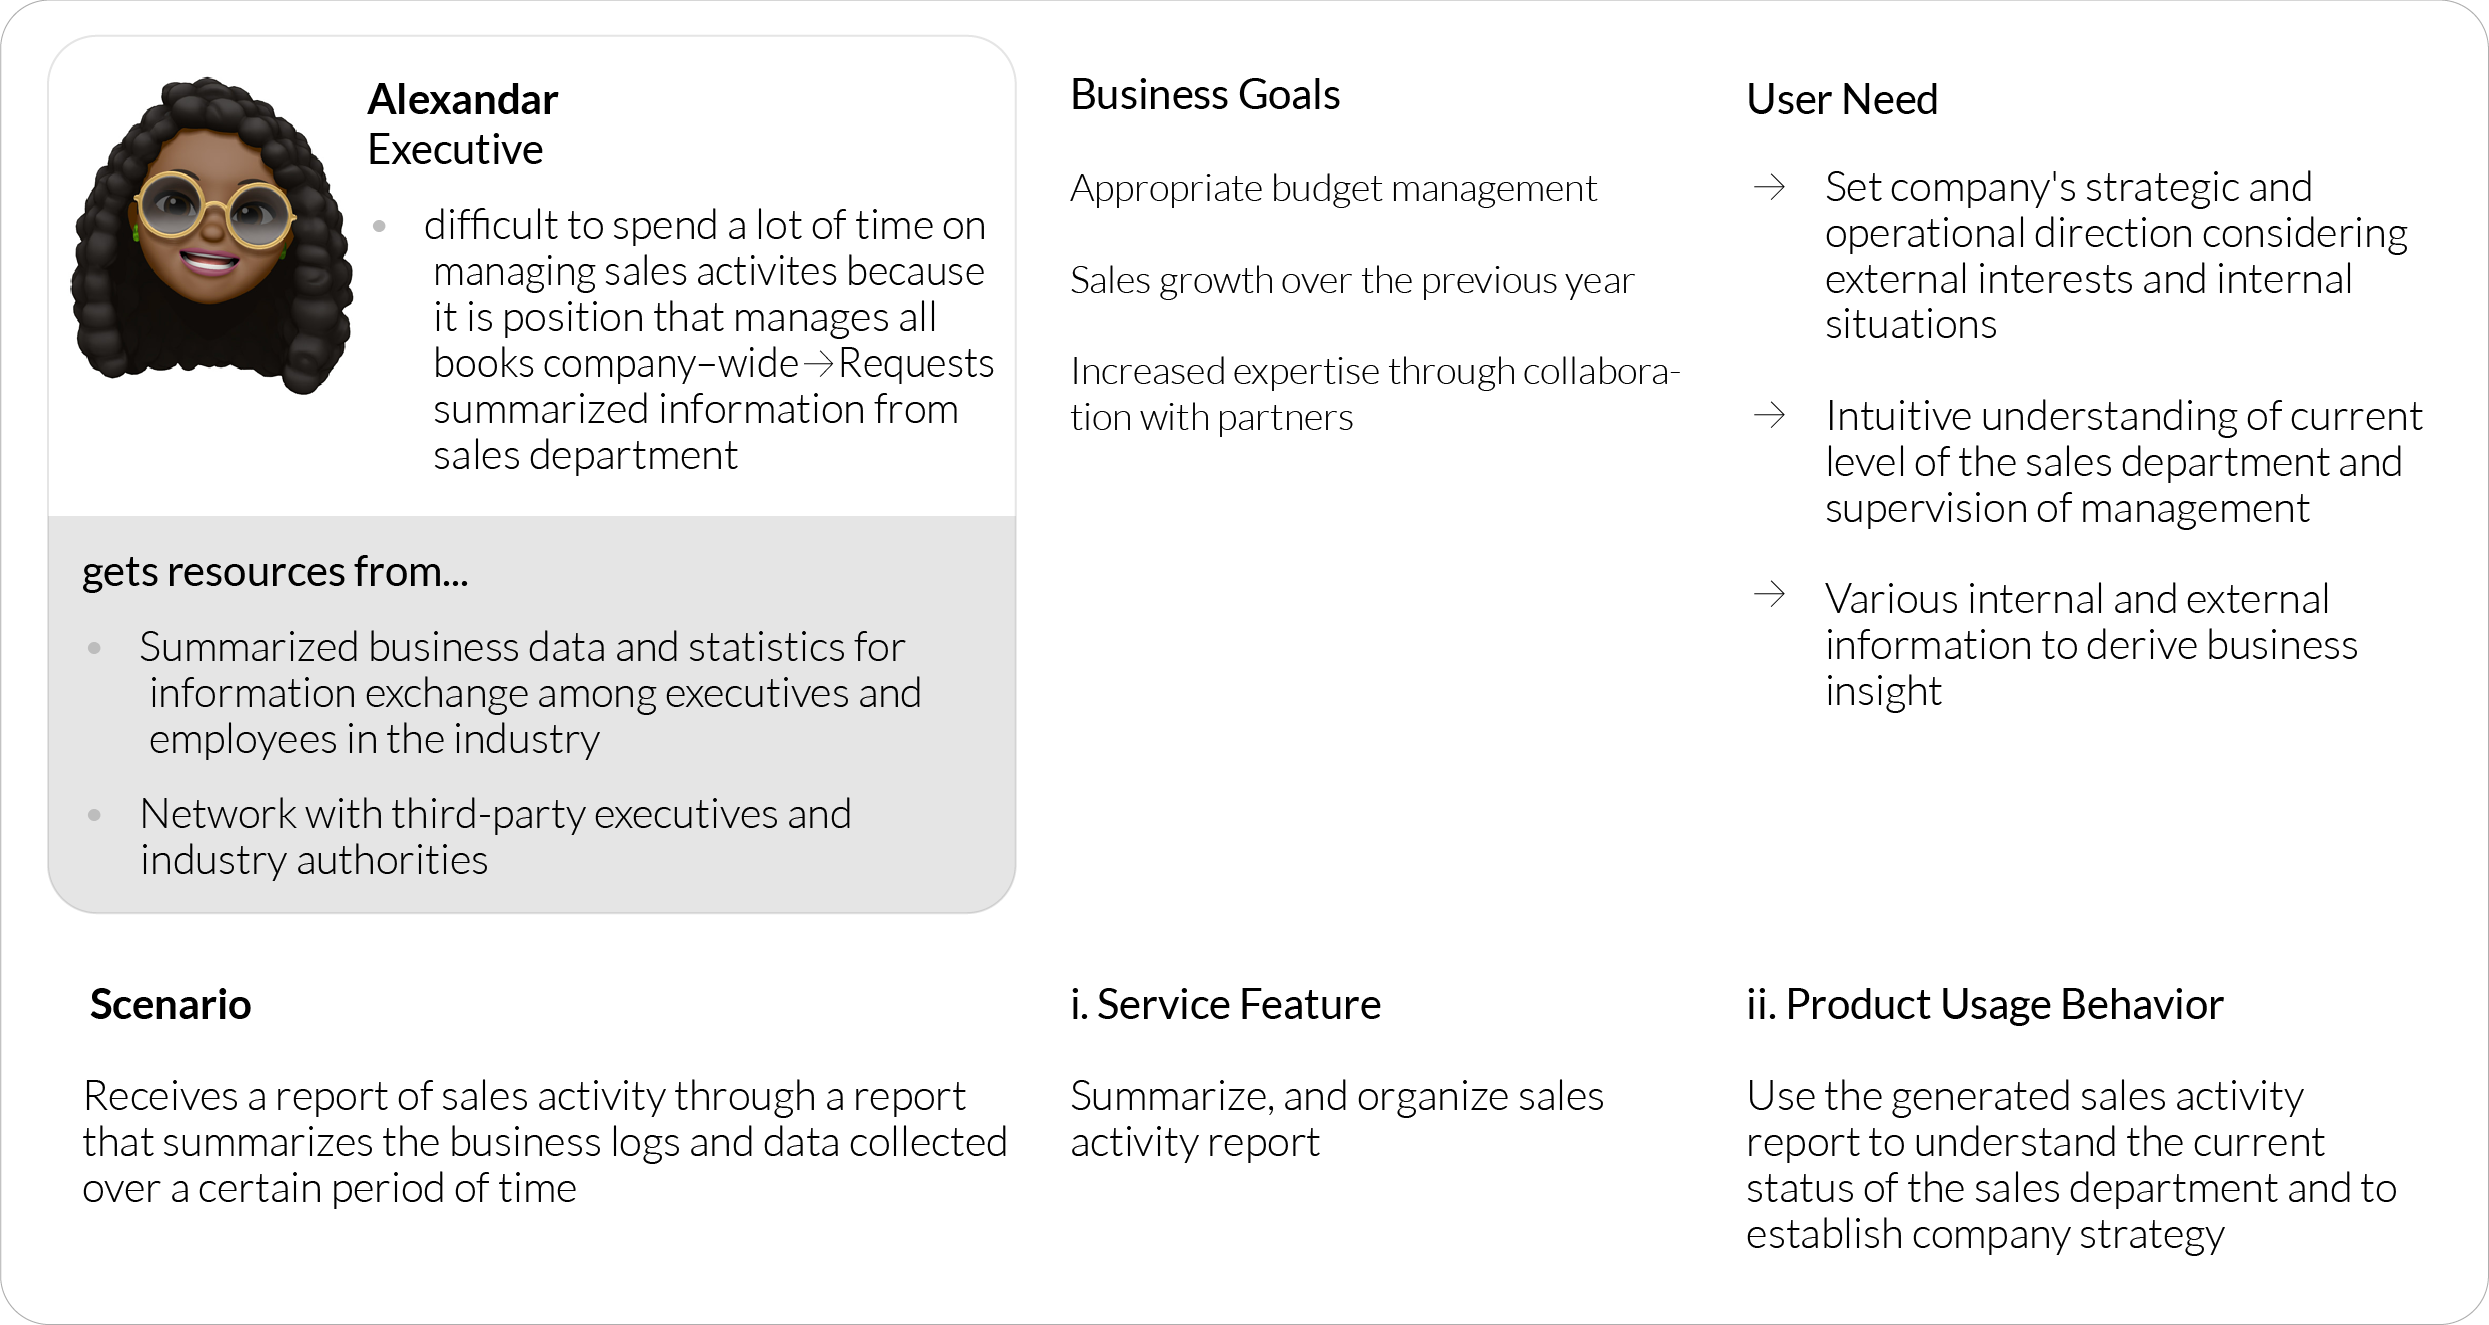 Alexandar
Executive
• difficult to spend a lot of time on
managing sales activites because
it is position that manages all
books company–wide→Requests
summarized information from
sales department
gets resources from...
• Summarized business data and statistics for
information exchange among executives and
employees in the industry
• Network with third-party executives and
industry authorities
Business Goals
Appropriate budget management
Sales growth over the previous year
Increased expertise through collabora-
tion with partners
User Need
→ Set company's strategic and
operational direction considering
external interests and internal
situations
→ Intuitive understanding of current
level of the sales department and
supervision of management
→ Various internal and external
information to derive business
insight
Scenario
Receives a report of sales activity through a report
that summarizes the business logs and data collected
over a certain period of time
i. Service Feature
Summarize, and organize sales
activity report
ii. Product Usage Behavior
Use the generated sales activity
report to understand the current
status of the sales department and to
establish company strategy